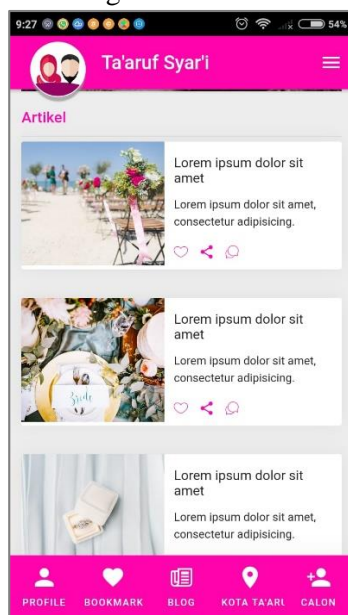 9:27
54%
Ta'aruf Syar'i
Artikel
Lorem ipsum dolor sit
amet
Lorem ipsum dolor sit amet,
consectetur adipisicing.
Bride
Lorem ipsum dolor sit
amet
Lorem ipsum dolor sit amet,
consectetur adipisicing.
Lorem ipsum dolor sit
amet
Lorem ipsum dolor sit amet,
consectetur adipisicing.
PROFILE
BOOKMARK
BLOG
KOTA TA'ARU
CALON